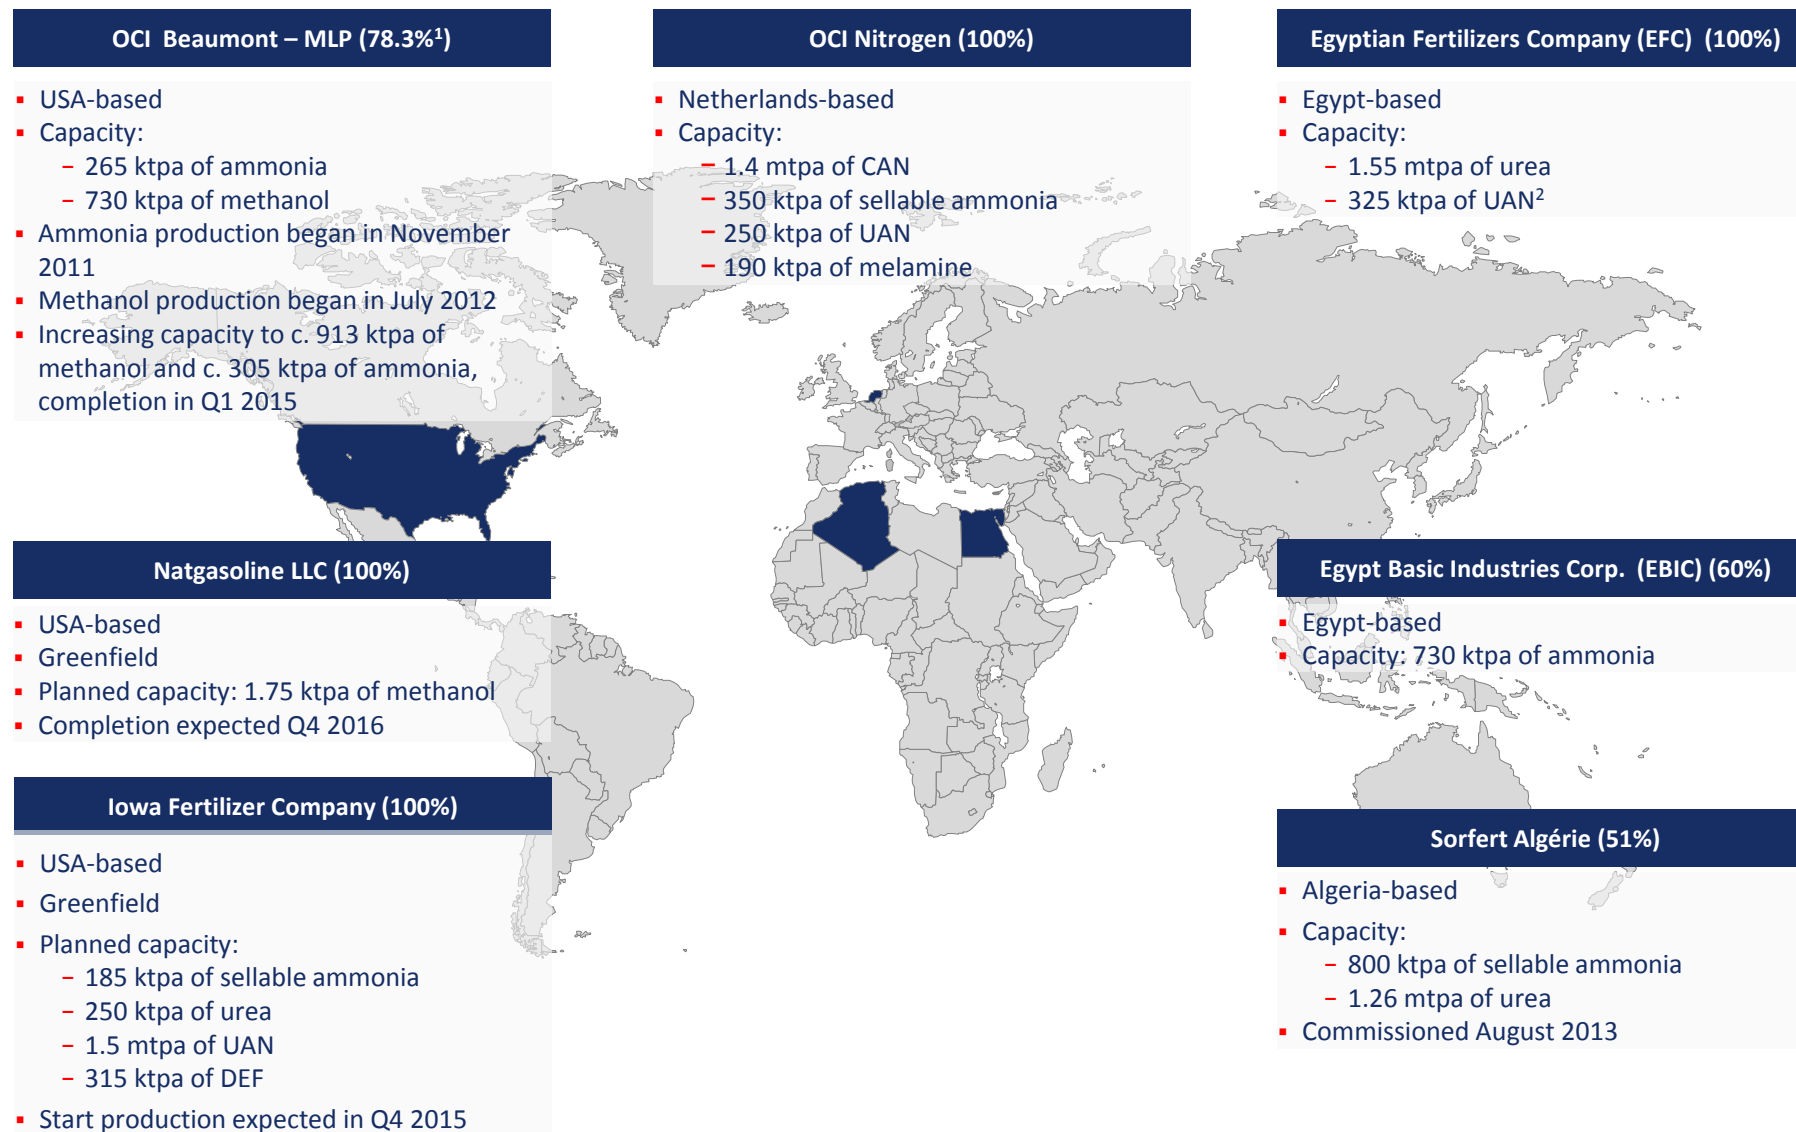 OCI Beaumont – MLP (78.3%¹)
▪ USA-based
▪ Capacity:
– 265 ktpa of ammonia
– 730 ktpa of methanol
▪ Ammonia production began in November
2011
▪ Methanol production began in July 2012
▪ Increasing capacity to c. 913 ktpa of
methanol and c. 305 ktpa of ammonia,
completion in Q1 2015
Natgasoline LLC (100%)
▪ USA-based
▪ Greenfield
▪ Planned capacity: 1.75 ktpa of methanol
▪ Completion expected Q4 2016
Iowa Fertilizer Company (100%)
▪ USA-based
▪ Greenfield
▪ Planned capacity:
– 185 ktpa of sellable ammonia
– 250 ktpa of urea
– 1.5 mtpa of UAN
– 315 ktpa of DEF
▪ Start production expected in Q4 2015
OCI Nitrogen (100%)
▪ Netherlands-based
▪ Capacity:
– 1.4 mtpa of CAN
– 350 ktpa of sellable ammonia
– 250 ktpa of UAN
– 190 ktpa of melamine
Egyptian Fertilizers Company (EFC) (100%)
▪ Egypt-based
▪ Capacity:
– 1.55 mtpa of urea
– 325 ktpa of UAN²
Egypt Basic Industries Corp. (EBIC) (60%)
▪ Egypt-based
▪ Capacity: 730 ktpa of ammonia
Sorfert Algérie (51%)
▪ Algeria-based
▪ Capacity:
– 800 ktpa of sellable ammonia
– 1.26 mtpa of urea
▪ Commissioned August 2013